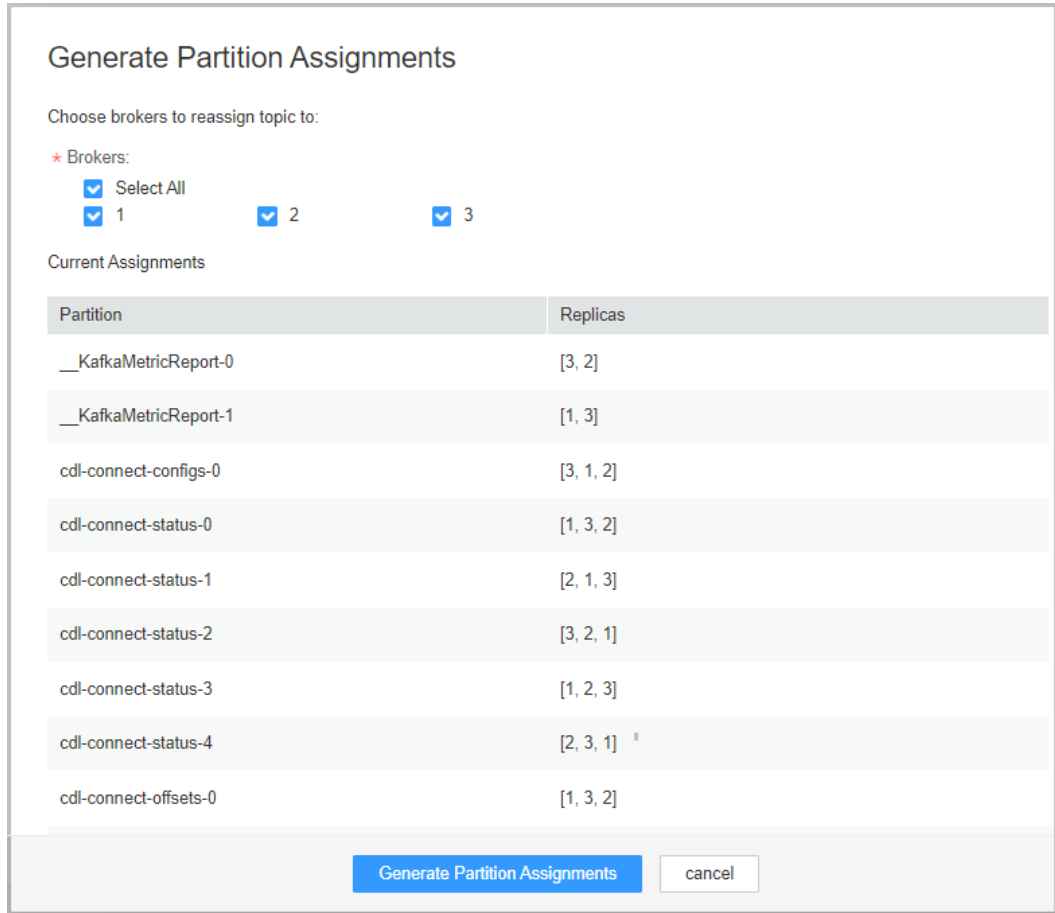 Generate Partition Assignments
Choose brokers to reassign topic to:
* Brokers:
Select All
1 2 3
Current Assignments
Partition Replicas
__KafkaMetricReport-0 [3, 2]
__KafkaMetricReport-1 [1, 3]
cdl-connect-configs-0 [3, 1, 2]
cdl-connect-status-0 [1, 3, 2]
cdl-connect-status-1 [2, 1, 3]
cdl-connect-status-2 [3, 2, 1]
cdl-connect-status-3 [1, 2, 3]
cdl-connect-status-4 [2, 3, 1]
cdl-connect-offsets-0 [1, 3, 2]
Generate Partition Assignments cancel